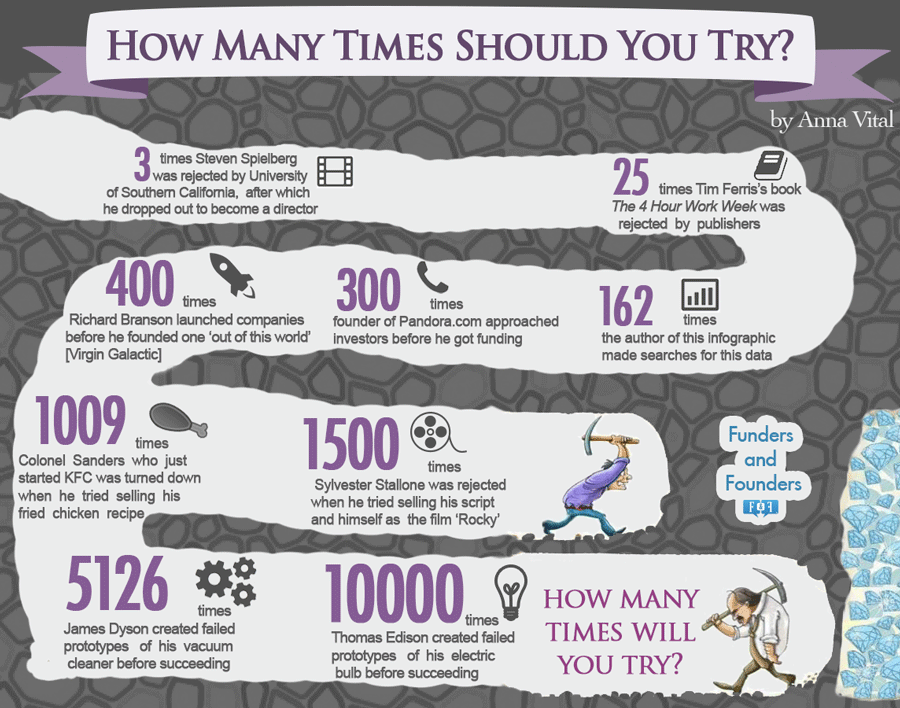 HOW MANY TIMES SHOULD YOU TRY?
by Anna Vital
3 times Steven Spielberg
was rejected by University
of Southern California, after which
he dropped out to become a director
25 times Tim Ferris's book
The 4 Hour Work Week was
rejected by publishers
400 times
Richard Branson launched companies
before he founded one 'out of this world'
[Virgin Galactic]
300 times
founder of Pandora.com approached
investors before he got funding
162 times
the author of this infographic
made searches for this data
1009 times
Colonel Sanders who just
started KFC was turned down
when he tried selling his
fried chicken recipe
1500 times
Sylvester Stallone was rejected
when he tried selling his script
and himself as the film 'Rocky'
Funders
and
Founders
F&F
5126 times
James Dyson created failed
prototypes of his vacuum
cleaner before succeeding
10000 times
Thomas Edison created failed
prototypes of his electric
bulb before succeeding
HOW MANY
TIMES WILL
YOU TRY?